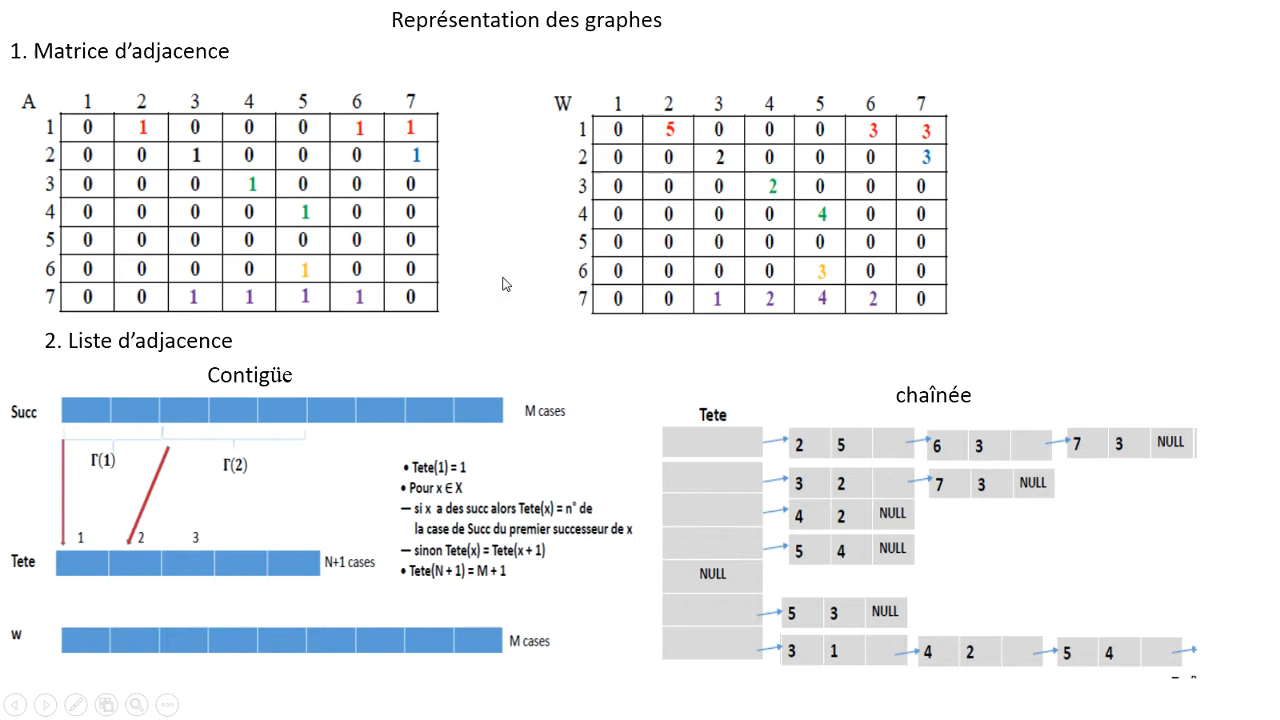 Représentation des graphes
1. Matrice d’adjacence
A 1 2 3 4 5 6 7
1 0 1 0 0 0 1 1
2 0 0 1 0 0 0 1
3 0 0 0 1 0 0 0
4 0 0 0 0 1 0 0
5 0 0 0 0 0 0 0
6 0 0 0 0 1 0 0
7 0 0 1 1 1 1 0
W 1 2 3 4 5 6 7
1 0 5 0 0 0 3 3
2 0 0 2 0 0 0 3
3 0 0 0 2 0 0 0
4 0 0 0 0 4 0 0
5 0 0 0 0 0 0 0
6 0 0 0 0 3 0 0
7 0 0 1 2 4 2 0
2. Liste d’adjacence
Contigüe
Succ M cases
Γ(1) Γ(2)
1 2 3
Tete N+1 cases
w M cases
• Tete(1) = 1
• Pour x ∈ X
— si x a des succ alors Tete(x) = n° de
la case de Succ du premier successeur de x
— sinon Tete(x) = Tete(x + 1)
• Tete(N + 1) = M + 1
chaînée
Tete
2 5 6 3 7 3 NULL
3 2 7 3 NULL
4 2 NULL
5 4 NULL
NULL
5 3 NULL
3 1 4 2 5 4